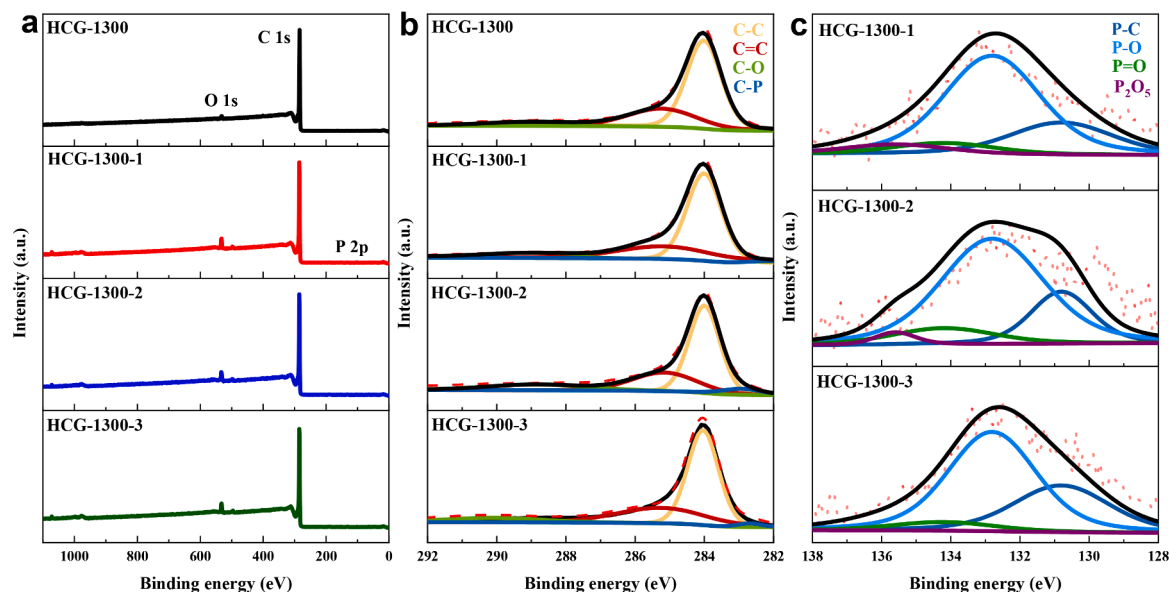 a
HCG-1300
C 1s
O 1s
HCG-1300-1
P 2p
HCG-1300-2
HCG-1300-3
Intensity (a.u.)
1000 800 600 400 200 0
Binding energy (eV)
b
HCG-1300
C-C
C=C
C-O
C-P
HCG-1300-1
HCG-1300-2
HCG-1300-3
Intensity (a.u.)
292 290 288 286 284 282
Binding energy (eV)
c
HCG-1300-1
P-C
P-O
P=O
P₂O₅
HCG-1300-2
HCG-1300-3
Intensity (a.u.)
138 136 134 132 130 128
Binding energy (eV)